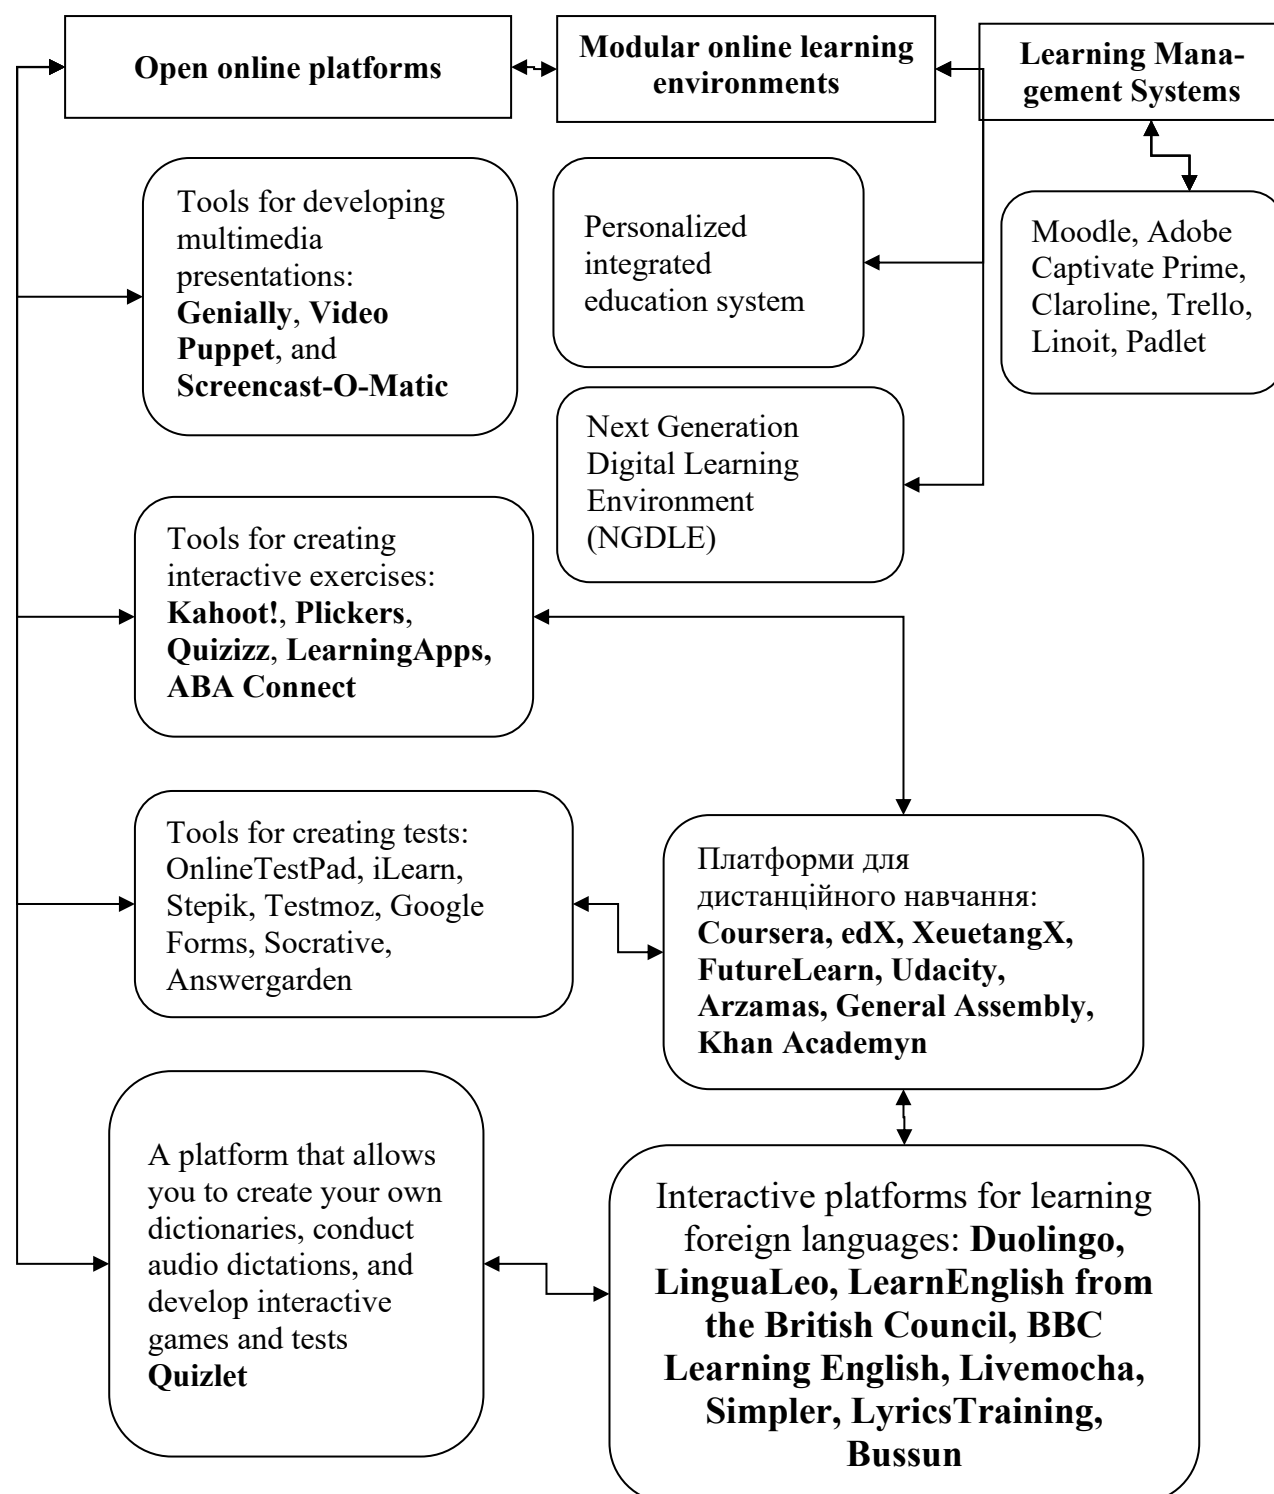 Open online platforms
Modular online learning
environments
Learning Mana-
gement Systems
Tools for developing
multimedia
presentations:
Genially, Video
Puppet, and
Screencast-O-Matic
Personalized
integrated
education system
Moodle, Adobe
Captivate Prime,
Claroline, Trello,
Linoit, Padlet
Next Generation
Digital Learning
Environment
(NGDLE)
Tools for creating
interactive exercises:
Kahoot!, Plickers,
Quizizz, LearningApps,
ABA Connect
Tools for creating tests:
OnlineTestPad, iLearn,
Stepik, Testmoz, Google
Forms, Socrative,
Answergarden
Платформи для
дистанційного навчання:
Coursera, edX, XeuetangX,
FutureLearn, Udacity,
Arzamas, General Assembly,
Khan Academyn
A platform that allows
you to create your own
dictionaries, conduct
audio dictations, and
develop interactive
games and tests
Quizlet
Interactive platforms for learning
foreign languages: Duolingo,
LinguaLeo, LearnEnglish from
the British Council, BBC
Learning English, Livemocha,
Simpler, LyricsTraining,
Bussun